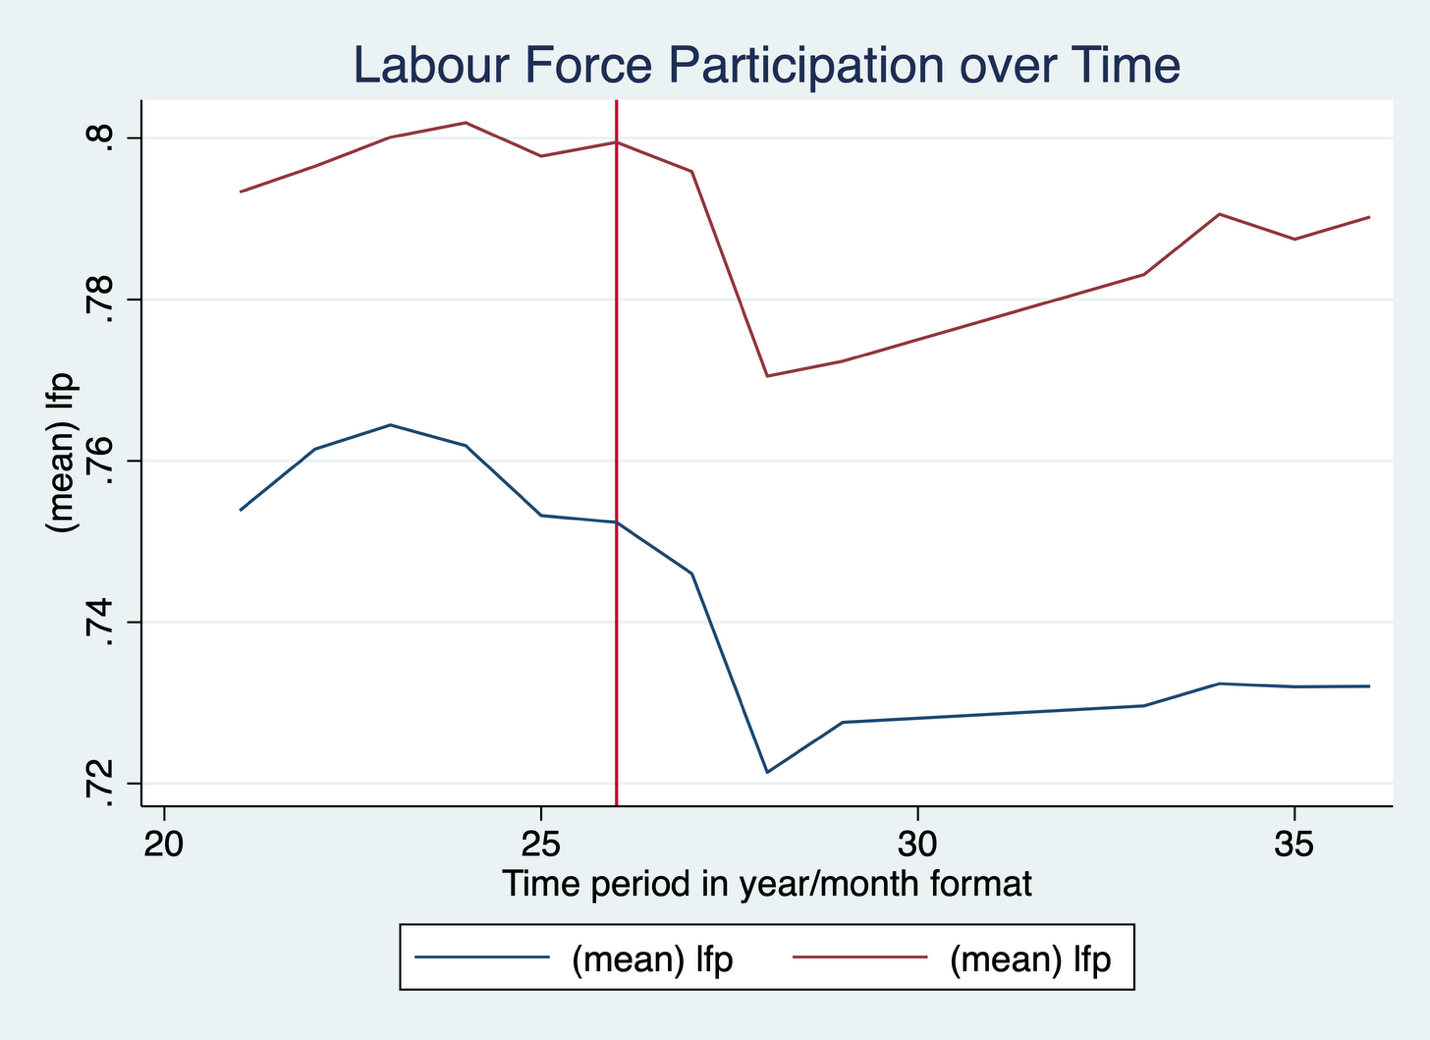 Labour Force Participation over Time
(mean) lfp
.8
.78
.76
.74
.72
20 25 30 35
Time period in year/month format
(mean) lfp (mean) lfp